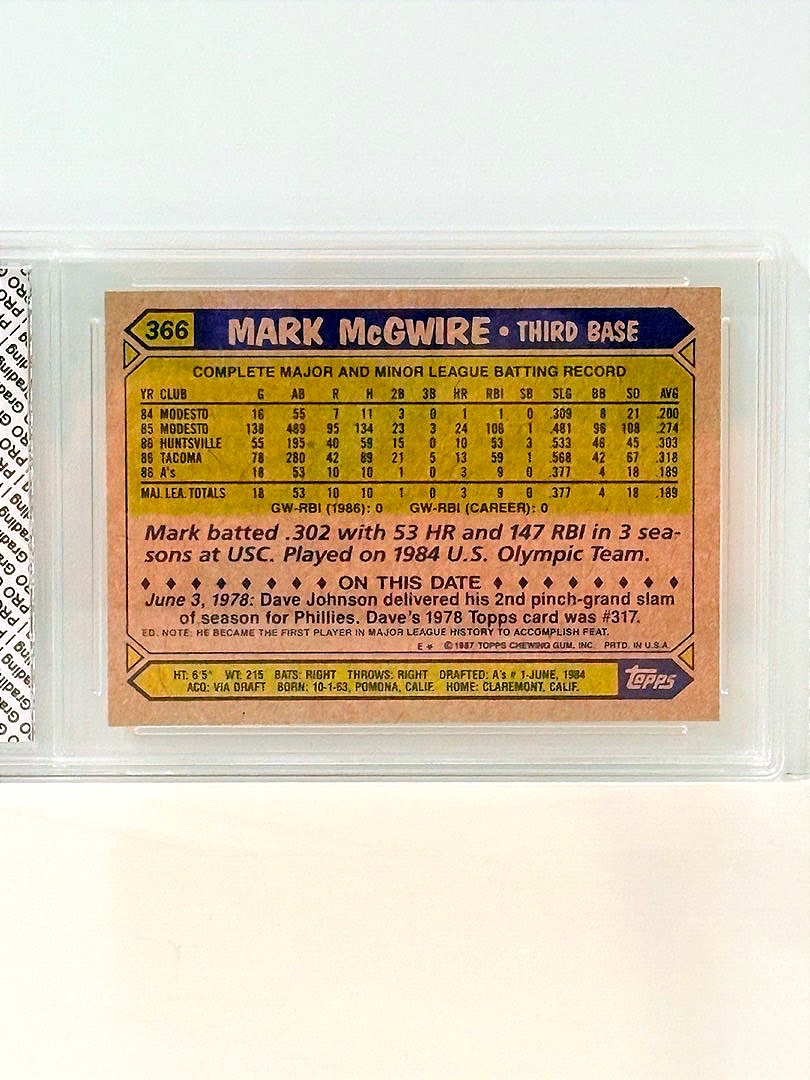 366 MARK McGWIRE • THIRD BASE
COMPLETE MAJOR AND MINOR LEAGUE BATTING RECORD
YR CLUB G AB R H 2B 3B HR RBI SB SLG BB SO AVG
84 MODESTO 16 55 7 11 3 0 1 1 0 .309 8 21 .200
85 MODESTO 138 489 95 134 23 3 24 106 1 .481 96 108 .274
86 HUNTSVILLE 55 195 40 59 15 0 10 53 3 .533 46 45 .303
86 TACOMA 78 280 42 89 21 5 13 59 1 .568 42 67 .318
86 A's 18 53 10 10 1 0 3 9 0 .377 4 18 .189
MAJ. LEA. TOTALS 18 53 10 10 1 0 3 9 0 .377 4 18 .189
GW-RBI (1986): 0 GW-RBI (CAREER): 0
Mark batted .302 with 53 HR and 147 RBI in 3 sea-
sons at USC. Played on 1984 U.S. Olympic Team.
♦ ♦ ♦ ♦ ♦ ♦ ♦ ♦ ON THIS DATE ♦ ♦ ♦ ♦ ♦ ♦ ♦ ♦
June 3, 1978: Dave Johnson delivered his 2nd pinch-grand slam
of season for Phillies. Dave's 1978 Topps card was #317.
ED. NOTE: HE BECAME THE FIRST PLAYER IN MAJOR LEAGUE HISTORY TO ACCOMPLISH FEAT.
E * © 1987 TOPPS CHEWING GUM, INC. PRTD. IN U.S.A.
HT: 6'5" WT: 215 BATS: RIGHT THROWS: RIGHT DRAFTED: A's # 1-JUNE, 1984
ACQ: VIA DRAFT BORN: 10-1-63, POMONA, CALIF. HOME: CLAREMONT, CALIF.
TOPPS
PRO Grading | PRO Grading